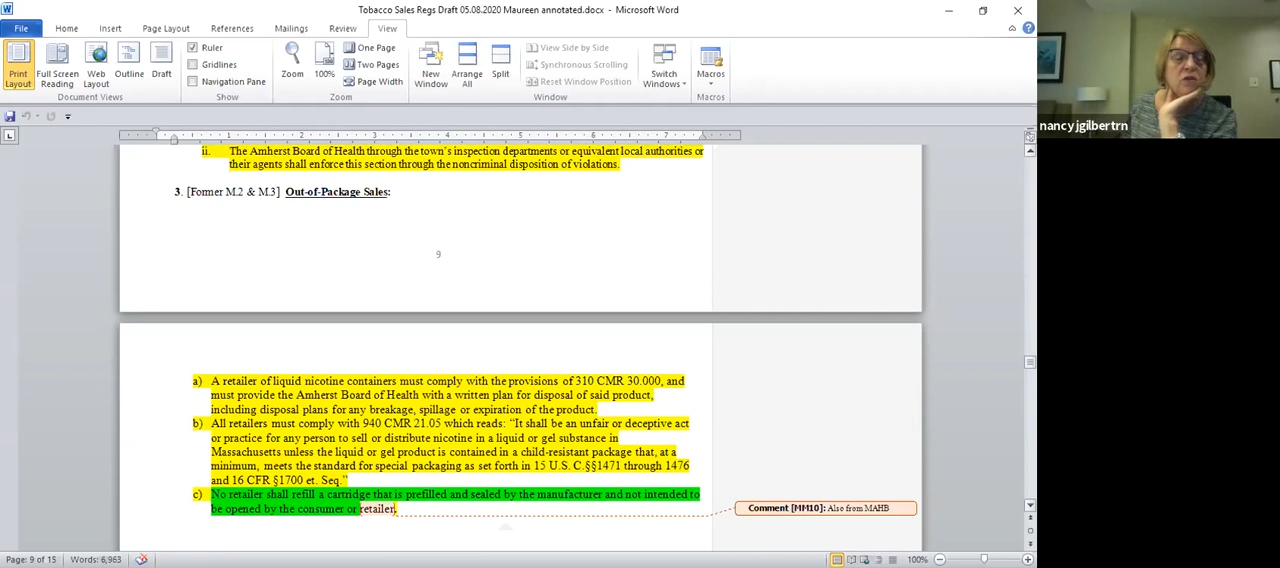 Tobacco Sales Regs Draft 05.08.2020 Maureen annotated.docx - Microsoft Word
File Home Insert Page Layout References Mailings Review View
Print Layout
Full Screen Reading
Web Layout
Outline
Draft
Document Views
Ruler
Gridlines
Navigation Pane
Show
Zoom
100%
One Page
Two Pages
Page Width
Zoom
New Window
Arrange All
Split
View Side by Side
Synchronous Scrolling
Reset Window Position
Window
Switch Windows
Macros
Macros
1 2 3 4 5 6 7
nancyjgilbertrn
ii. The Amherst Board of Health through the town's inspection departments or equivalent local authorities or
their agents shall enforce this section through the noncriminal disposition of violations.
3. [Former M.2 & M.3] Out-of-Package Sales:
9
a) A retailer of liquid nicotine containers must comply with the provisions of 310 CMR 30.000, and
must provide the Amherst Board of Health with a written plan for disposal of said product,
including disposal plans for any breakage, spillage or expiration of the product.
b) All retailers must comply with 940 CMR 21.05 which reads: “It shall be an unfair or deceptive act
or practice for any person to sell or distribute nicotine in a liquid or gel substance in
Massachusetts unless the liquid or gel product is contained in a child-resistant package that, at a
minimum, meets the standard for special packaging as set forth in 15 U.S. C.§§1471 through 1476
and 16 CFR §1700 et. Seq.”
c) No retailer shall refill a cartridge that is prefilled and sealed by the manufacturer and not intended to
be opened by the consumer or retailer.
Comment [MM10]: Also from MAHB
Page: 9 of 15 Words: 6,963 100%